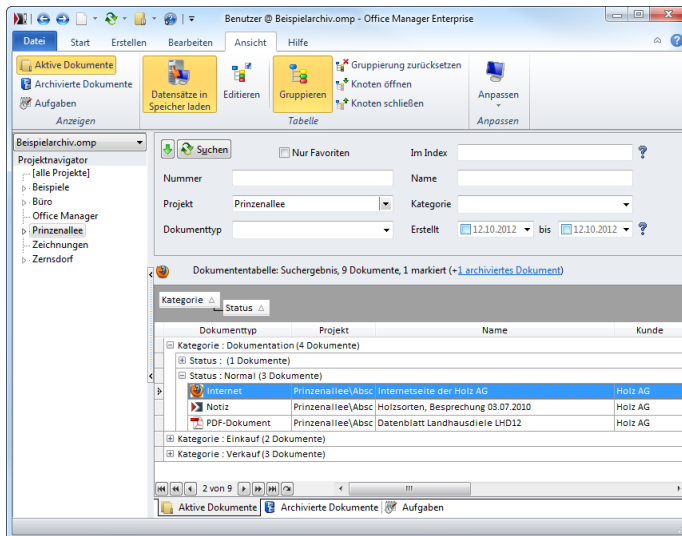 Benutzer @ Beispielarchiv.omp - Office Manager Enterprise
Datei Start Erstellen Bearbeiten Ansicht Hilfe
Aktive Dokumente
Archivierte Dokumente
Aufgaben
Anzeigen
Datensätze in Speicher laden
Editieren
Gruppieren
Gruppierung zurücksetzen
Knoten öffnen
Knoten schließen
Tabelle
Anpassen
Anpassen
Beispielarchiv.omp
Projektnavigator
[alle Projekte]
Beispiele
Büro
Office Manager
Prinzenallee
Zeichnungen
Zernsdorf
Suchen Nur Favoriten Im Index
Nummer Name
Projekt Prinzenallee Kategorie
Dokumenttyp Erstellt 12.10.2012 bis 12.10.2012
Dokumententabelle: Suchergebnis, 9 Dokumente, 1 markiert (+1 archiviertes Dokument)
Kategorie
Status
Dokumenttyp Projekt Name Kunde
Kategorie : Dokumentation (4 Dokumente)
Status : (1 Dokumente)
Status : Normal (3 Dokumente)
Internet Prinzenallee\Absc Internetseite der Holz AG Holz AG
Notiz Prinzenallee\Absc Holzsorten, Besprechung 03.07.2010 Holz AG
PDF-Dokument Prinzenallee\Absc Datenblatt Landhausdiele LHD12 Holz AG
Kategorie : Einkauf (2 Dokumente)
Kategorie : Verkauf (3 Dokumente)
2 von 9
Aktive Dokumente Archivierte Dokumente Aufgaben